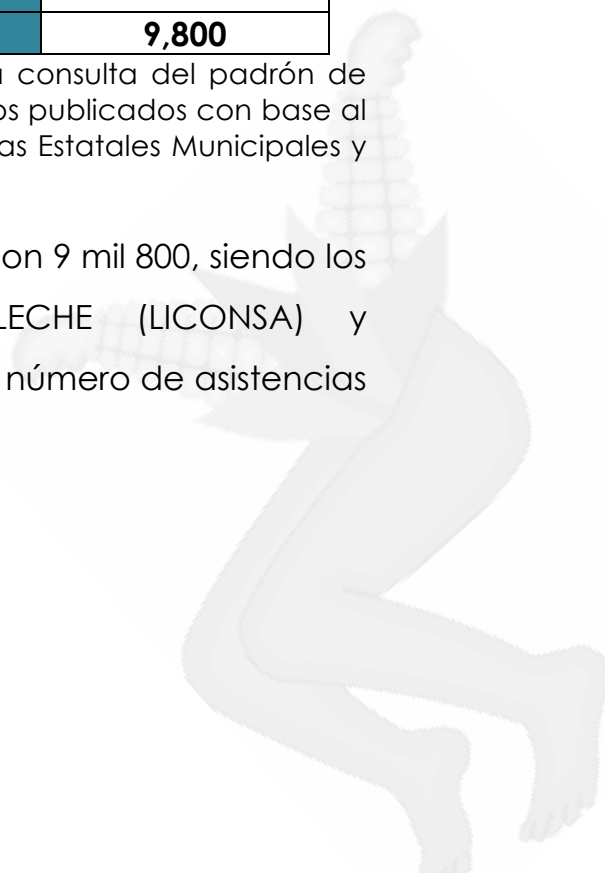 9,800
consulta del padrón de
os publicados con base al
as Estatales Municipales y
on 9 mil 800, siendo los
LECHE (LICONSA) y
número de asistencias